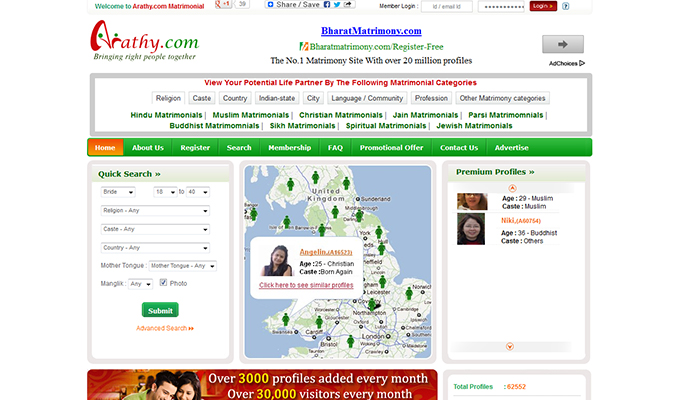 Welcome to Arathy.com Matrimonial
+1
39
Share / Save
Member Login :
id / email id
Login »
?
Arathy.com
Bringing right people together
BharatMatrimony.com
Bharatmatrimony.com/Register-Free
The No.1 Matrimony Site With over 20 million profiles
AdChoices
View Your Potential Life Partner By The Following Matrimonial Categories
Religion
Caste
Country
Indian-state
City
Language / Community
Profession
Other Matrimony categories
Hindu Matrimonials | Muslim Matrimonials | Christian Matrimonials | Jain Matrimonials | Parsi Matrimomnials |
Buddhist Matrimomnials | Sikh Matrimonials | Spiritual Matrimonials | Jewish Matrimonials
Home
About Us
Register
Search
Membership
FAQ
Promotional Offer
Contact Us
Advertise
Quick Search »
Bride
18 to 40
Religion - Any
Caste - Any
Country - Any
Mother Tongue : Mother Tongue - Any
Manglik : Any Photo
Submit
Advanced Search »
United
Kingdom
Sunderland
York
Hull
Sheffield
Lincoln
Leicester
Northampton
Bristol
London
Angelin,(A16523)
Age :25 - Christian
Caste :Born Again
Click here to see similar profiles
Premium Profiles »
Age : 29 - Muslim
Caste : Muslim
Niki,(A60754)
Age : 36 - Buddhist
Caste : Others
Over 3000 profiles added every month
Over 30,000 visitors every month
Total Profiles : 62552